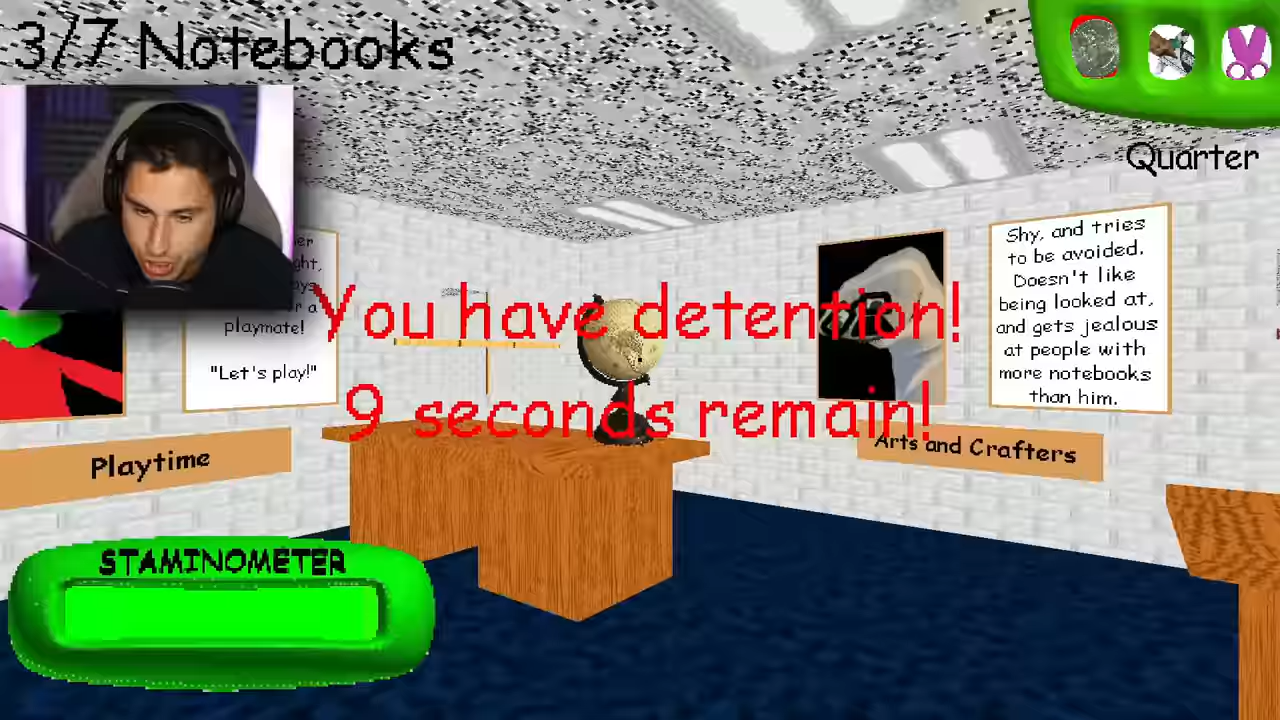 3/7 Notebooks
Quarter
playmate!
"Let's play!"
Playtime
You have detention!
9 seconds remain!
Shy, and tries
to be avoided.
Doesn't like
being looked at,
and gets jealous
at people with
more notebooks
than him.
Arts and Crafters
STAMINOMETER